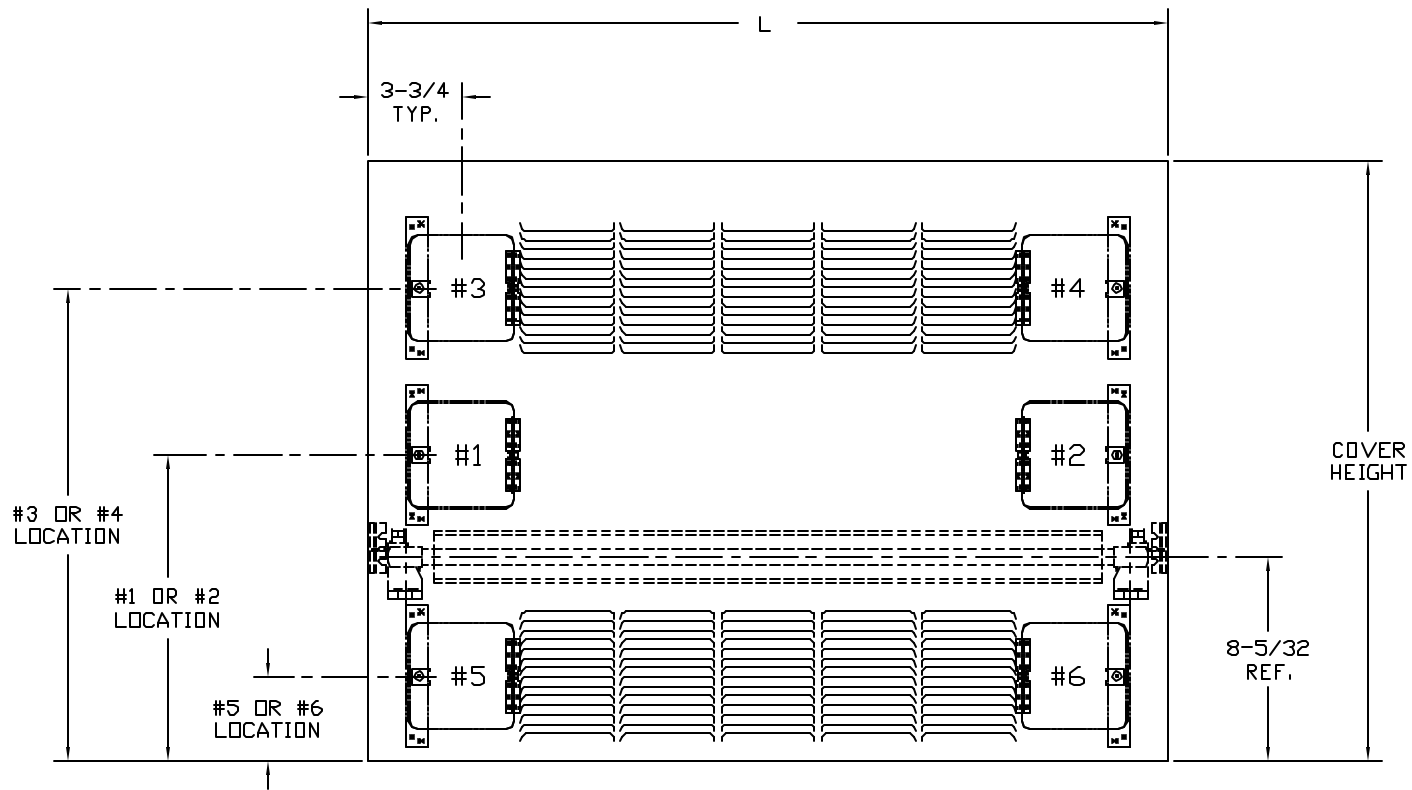 L
3-3/4
TYP.
#3
#4
#1
#2
COVER
HEIGHT
#3 OR #4
LOCATION
#1 OR #2
LOCATION
8-5/32
REF.
#5
#6
#5 OR #6
LOCATION